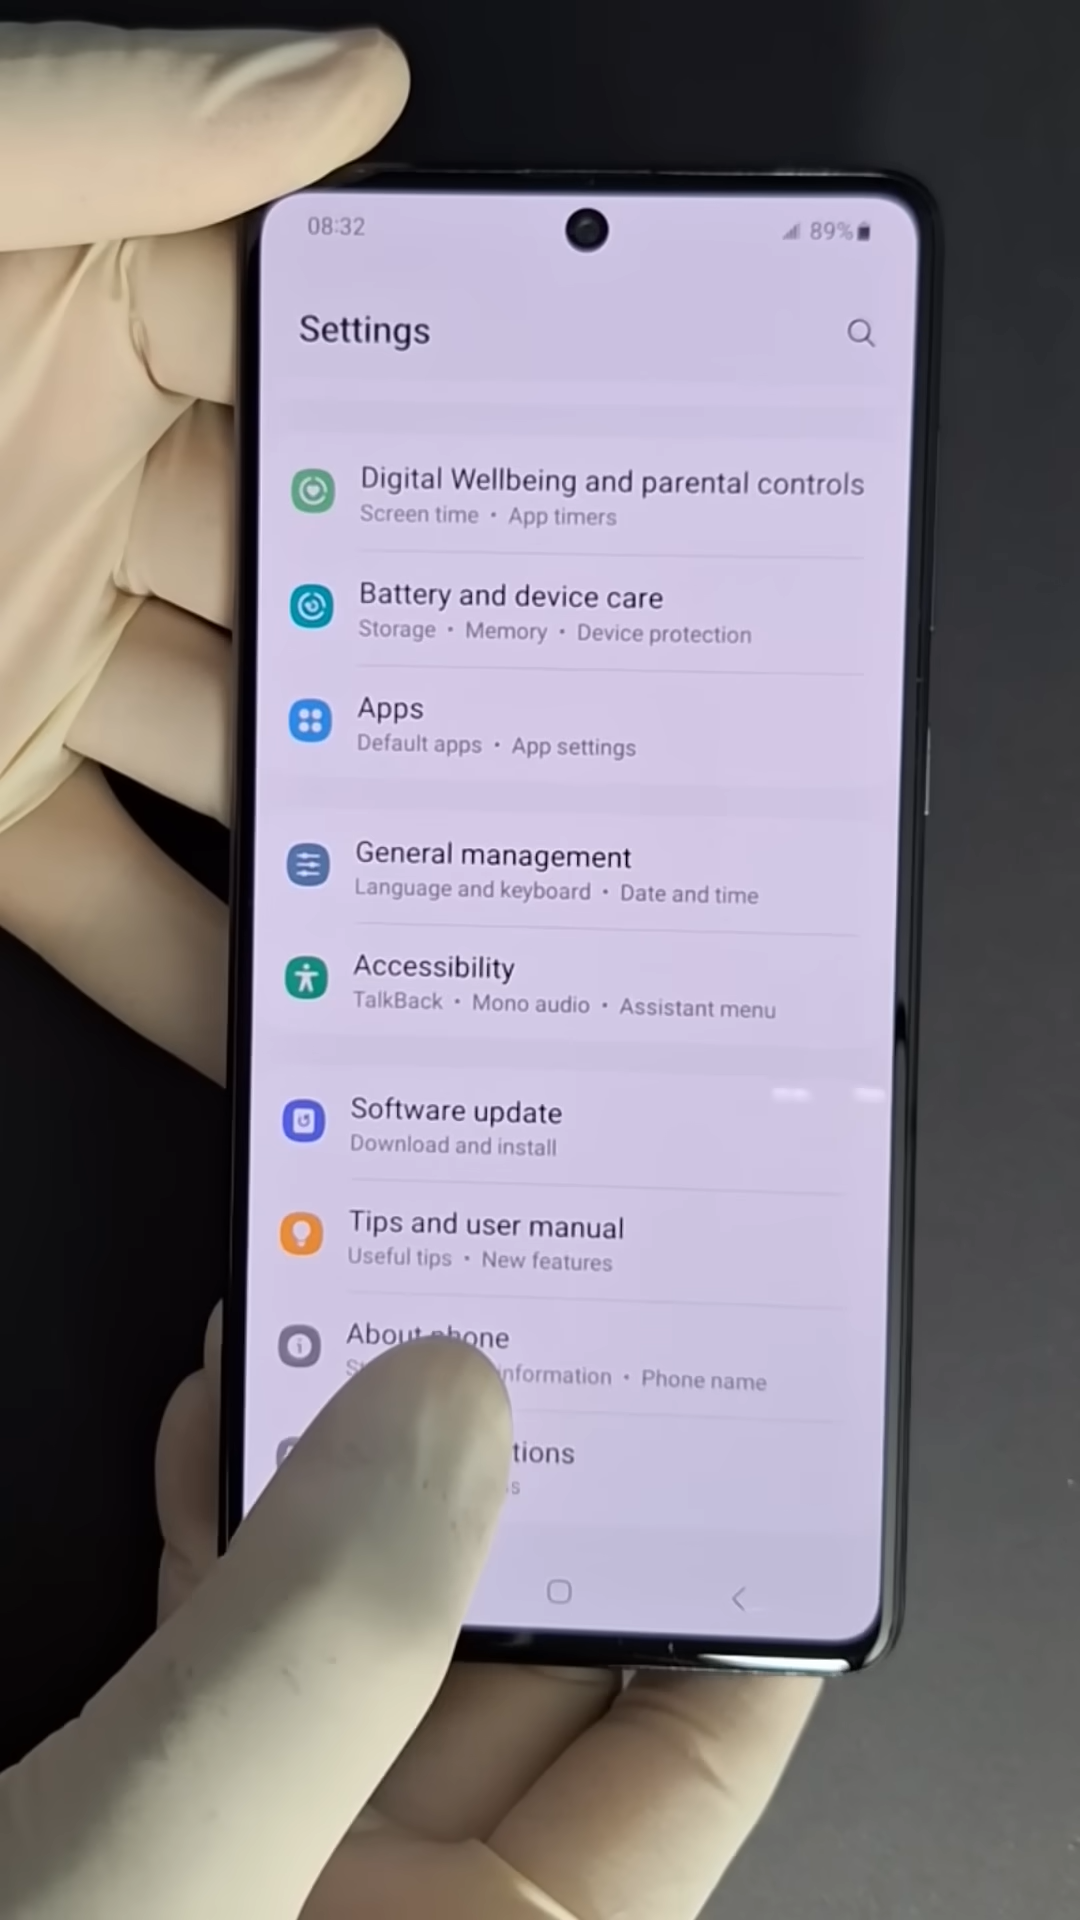 08:32
89%
Settings
Digital Wellbeing and parental controls
Screen time • App timers
Battery and device care
Storage • Memory • Device protection
Apps
Default apps • App settings
General management
Language and keyboard • Date and time
Accessibility
TalkBack • Mono audio • Assistant menu
Software update
Download and install
Tips and user manual
Useful tips • New features
About phone
information • Phone name